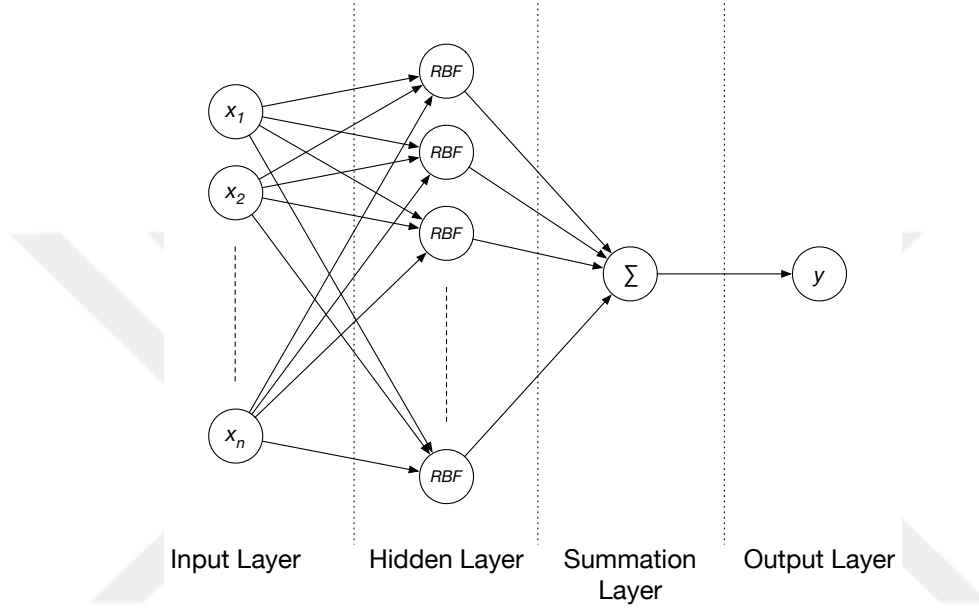 RBF
x1
RBF
x2
RBF
Σ
y
xn
RBF
Input Layer
Hidden Layer
Summation
Layer
Output Layer